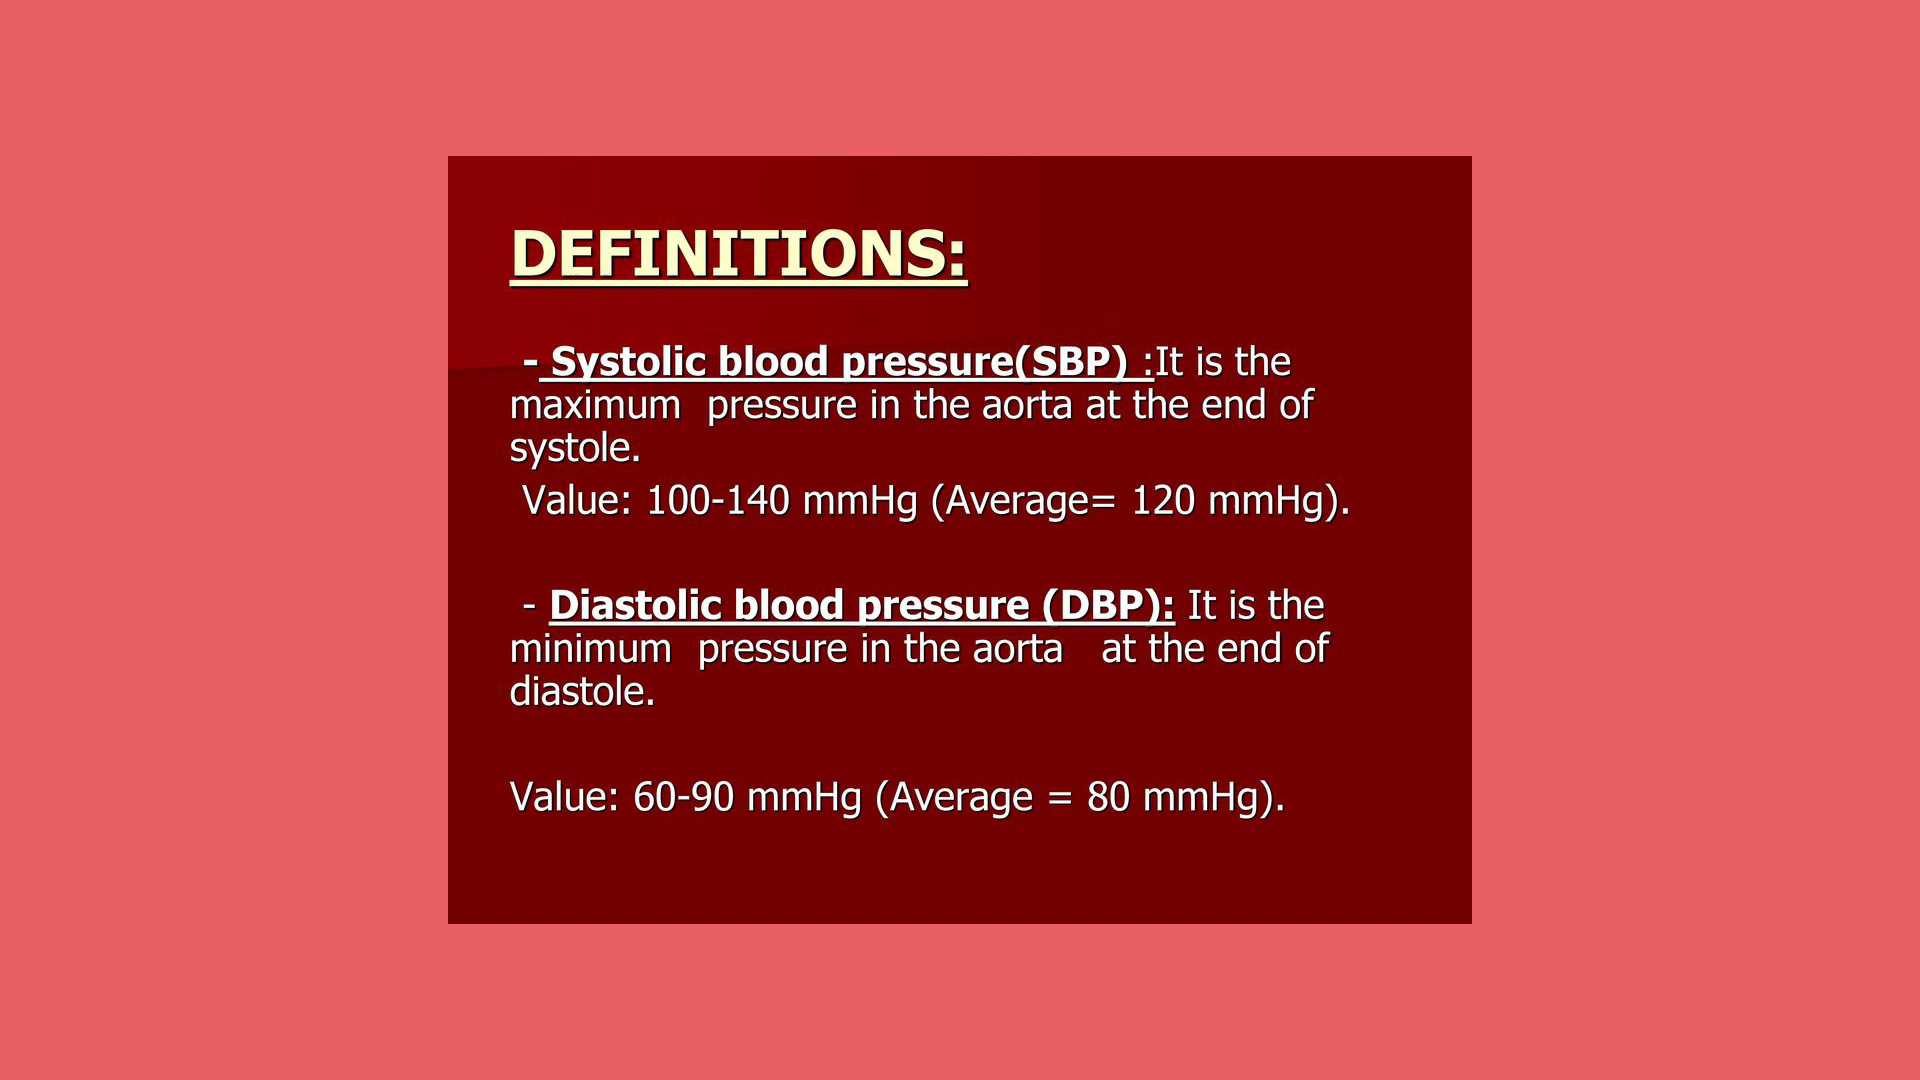 DEFINITIONS:
- Systolic blood pressure(SBP) :It is the
maximum  pressure in the aorta at the end of
systole.
Value: 100-140 mmHg (Average= 120 mmHg).
- Diastolic blood pressure (DBP): It is the
minimum  pressure in the aorta   at the end of
diastole.
Value: 60-90 mmHg (Average = 80 mmHg).